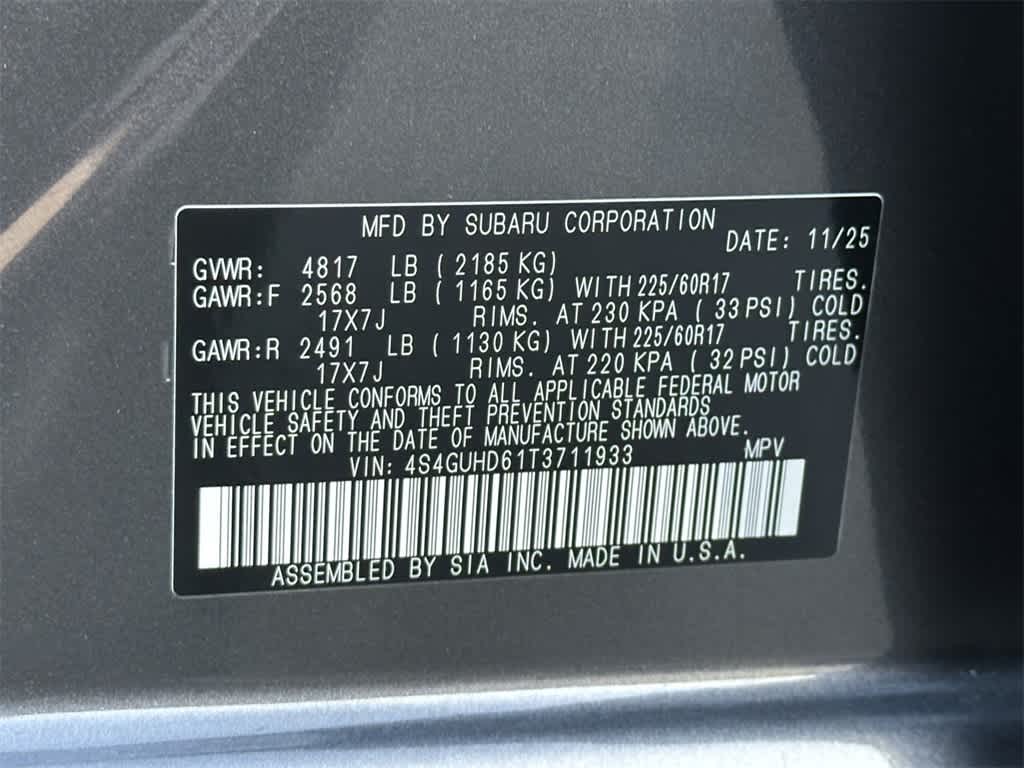 MFD BY SUBARU CORPORATION
DATE: 11/25
GVWR: 4817 LB ( 2185 KG)
GAWR:F 2568 LB ( 1165 KG) WITH 225/60R17 TIRES.
17X7J RIMS. AT 230 KPA ( 33 PSI) COLD
GAWR:R 2491 LB ( 1130 KG) WITH 225/60R17 TIRES.
17X7J RIMS. AT 220 KPA ( 32 PSI) COLD
THIS VEHICLE CONFORMS TO ALL APPLICABLE FEDERAL MOTOR
VEHICLE SAFETY AND THEFT PREVENTION STANDARDS
IN EFFECT ON THE DATE OF MANUFACTURE SHOWN ABOVE.
VIN: 4S4GUHD61T3711933 MPV
ASSEMBLED BY SIA INC. MADE IN U.S.A.